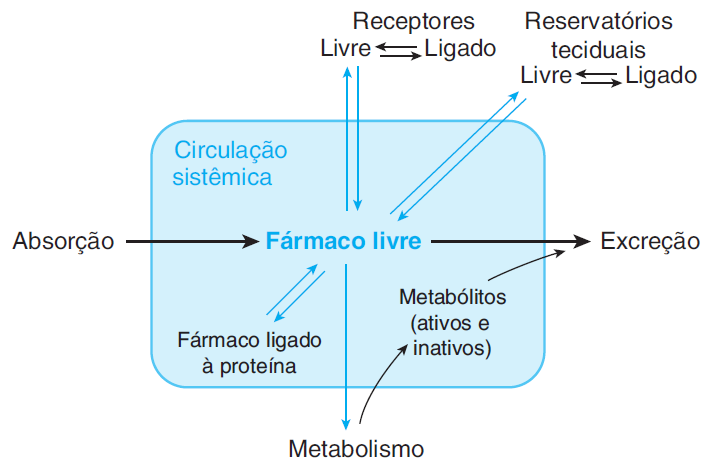 Receptores
Livre Ligado
Reservatórios
teciduais
Livre Ligado
Circulação
sistêmica
Absorção
Fármaco livre
Excreção
Metabólitos
(ativos e
inativos)
Fármaco ligado
à proteína
Metabolismo